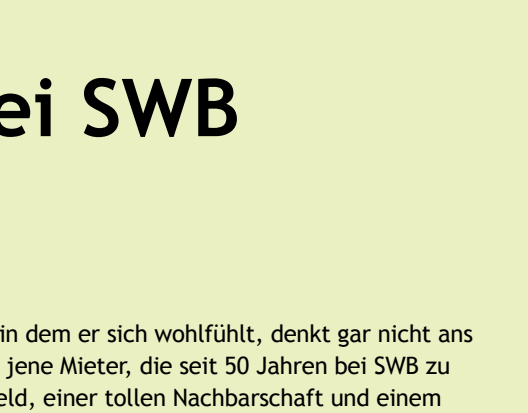 ei SWB
in dem er sich wohlfühlt, denkt gar nicht ans
jene Mieter, die seit 50 Jahren bei SWB zu
eld, einer tollen Nachbarschaft und einem